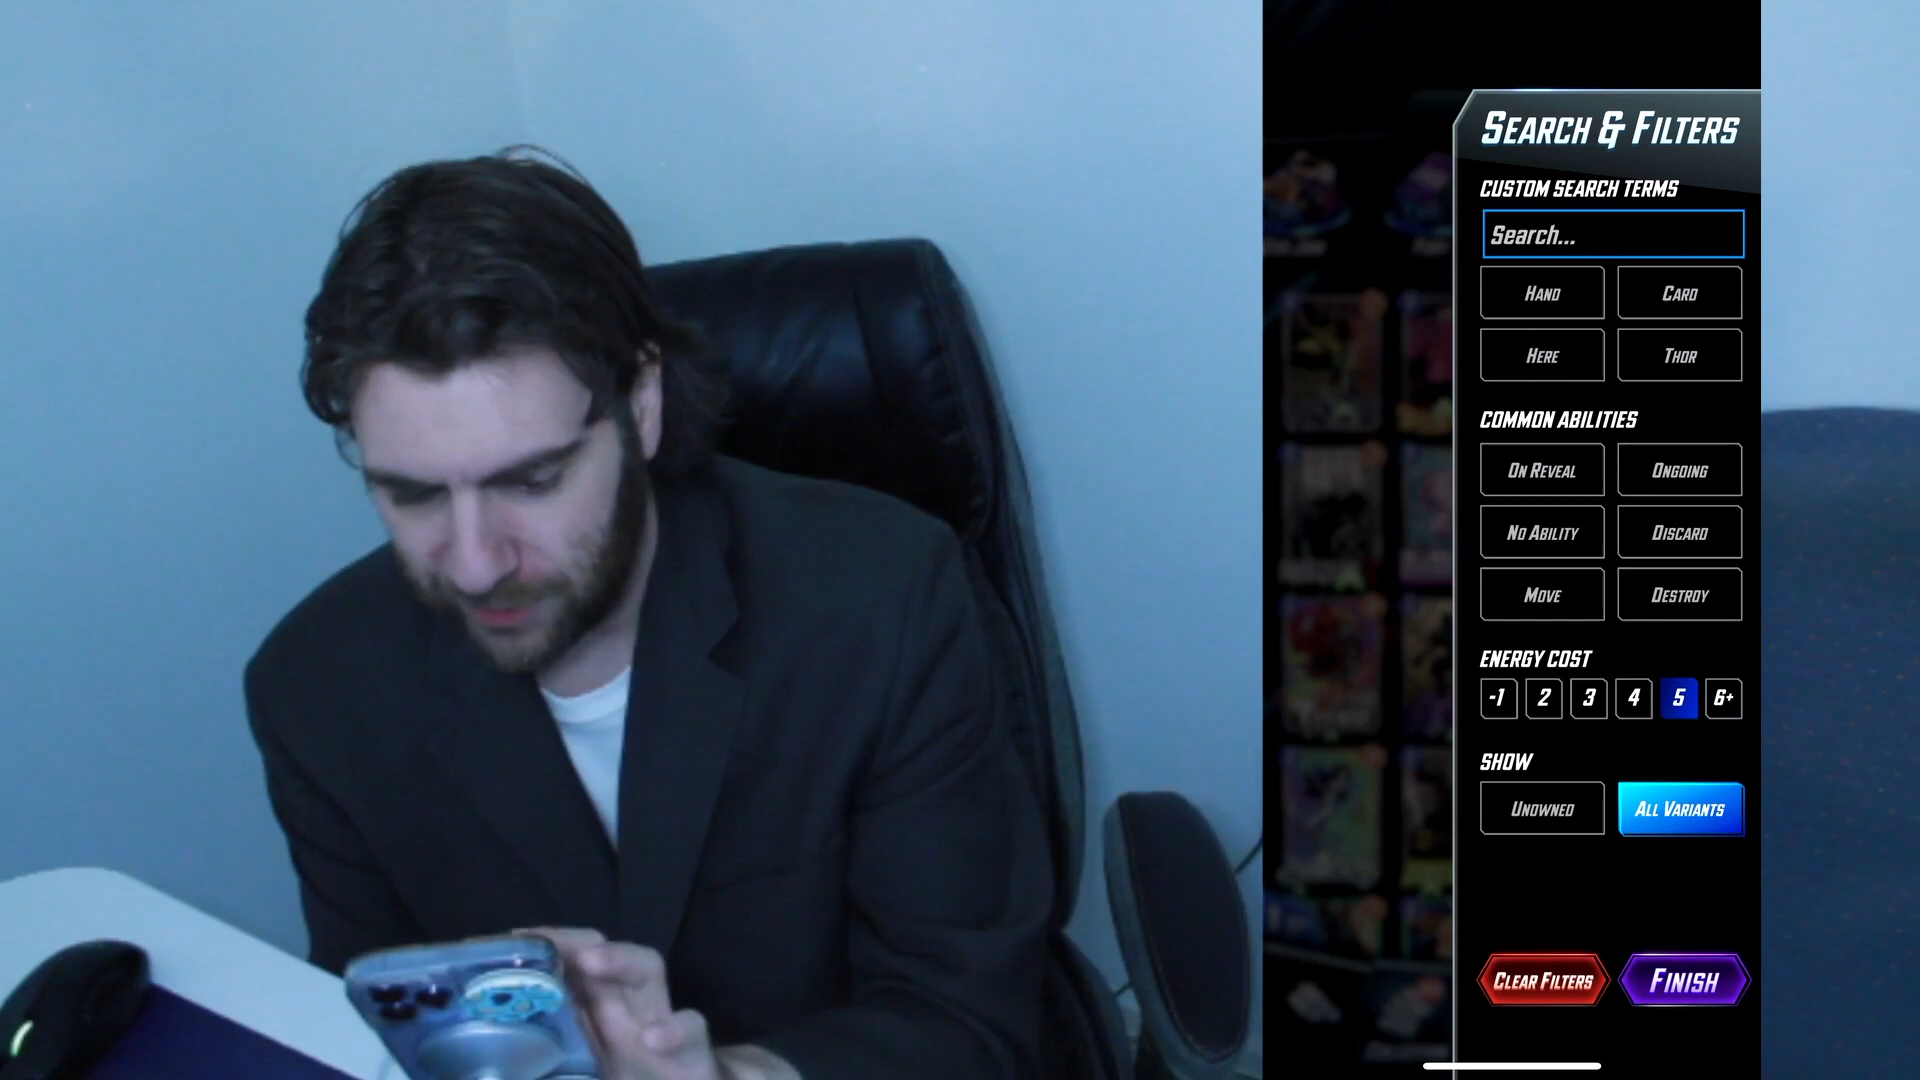 SEARCH & FILTERS
CUSTOM SEARCH TERMS
Search...
HAND CARD
HERE THOR
COMMON ABILITIES
ON REVEAL ONGOING
NO ABILITY DISCARD
MOVE DESTROY
ENERGY COST
-1 2 3 4 5 6+
SHOW
UNOWNED ALL VARIANTS
CLEAR FILTERS FINISH